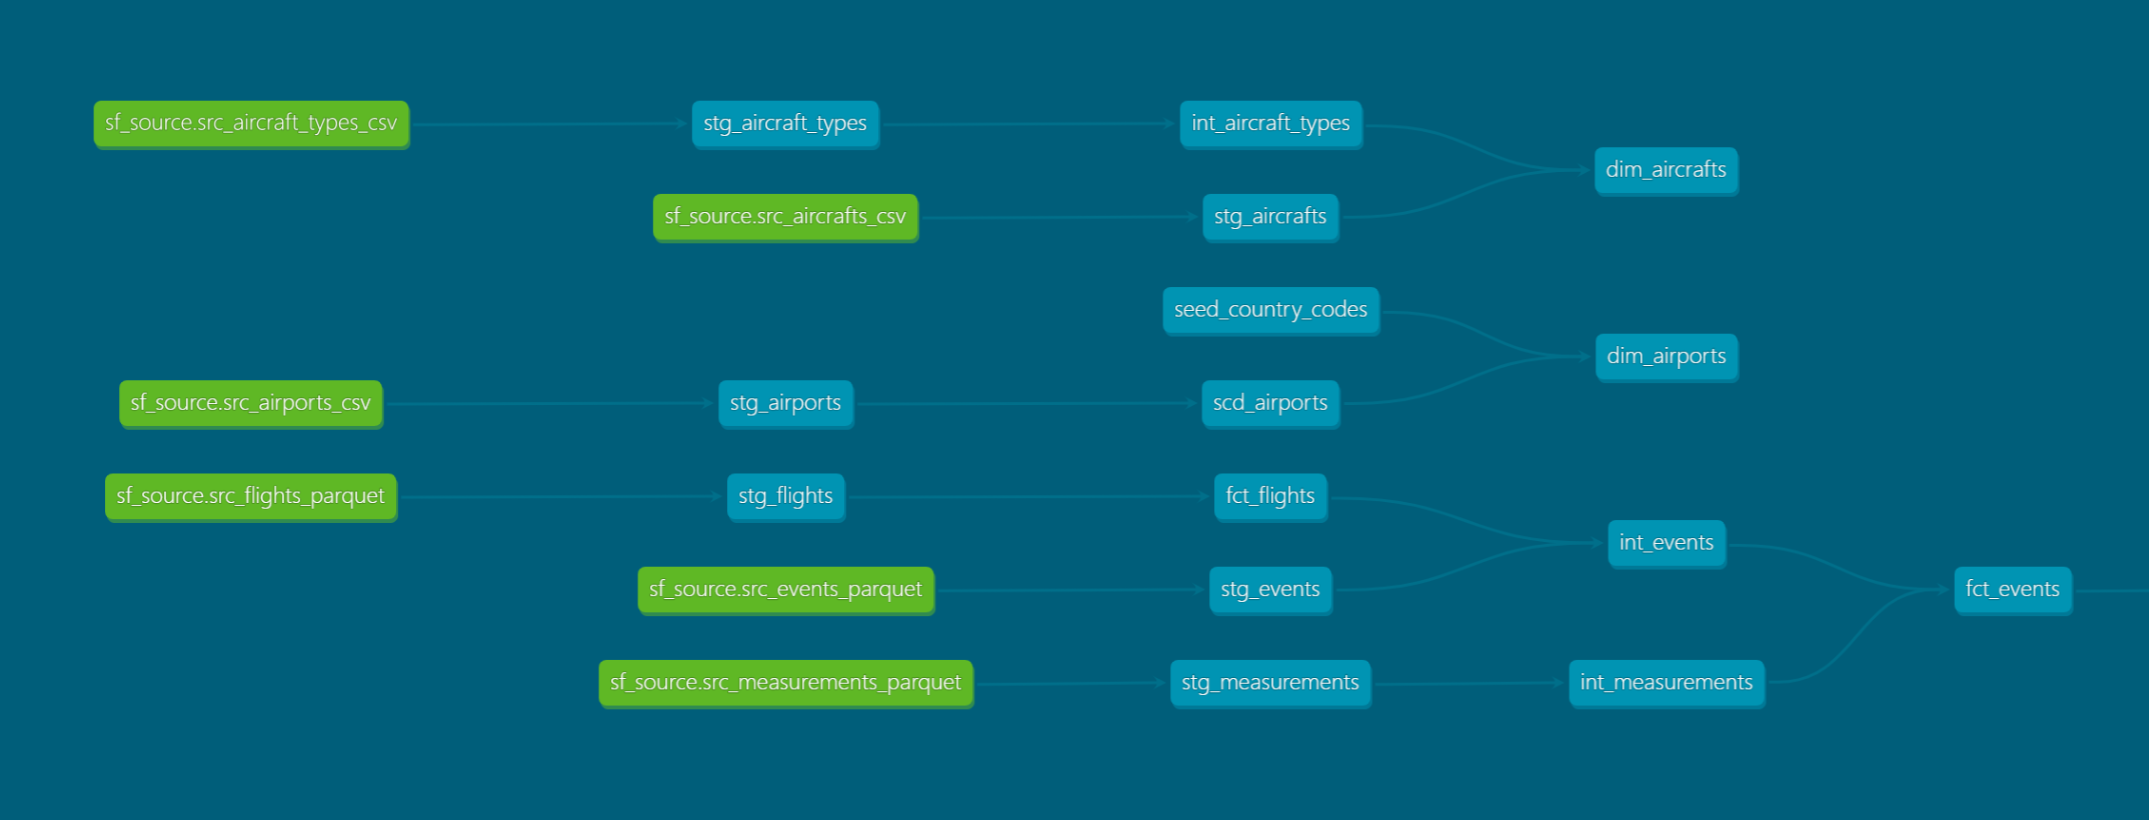 sf_source.src_aircraft_types_csv
stg_aircraft_types
int_aircraft_types
dim_aircrafts
sf_source.src_aircrafts_csv
stg_aircrafts
seed_country_codes
dim_airports
sf_source.src_airports_csv
stg_airports
scd_airports
sf_source.src_flights_parquet
stg_flights
fct_flights
int_events
sf_source.src_events_parquet
stg_events
fct_events
sf_source.src_measurements_parquet
stg_measurements
int_measurements